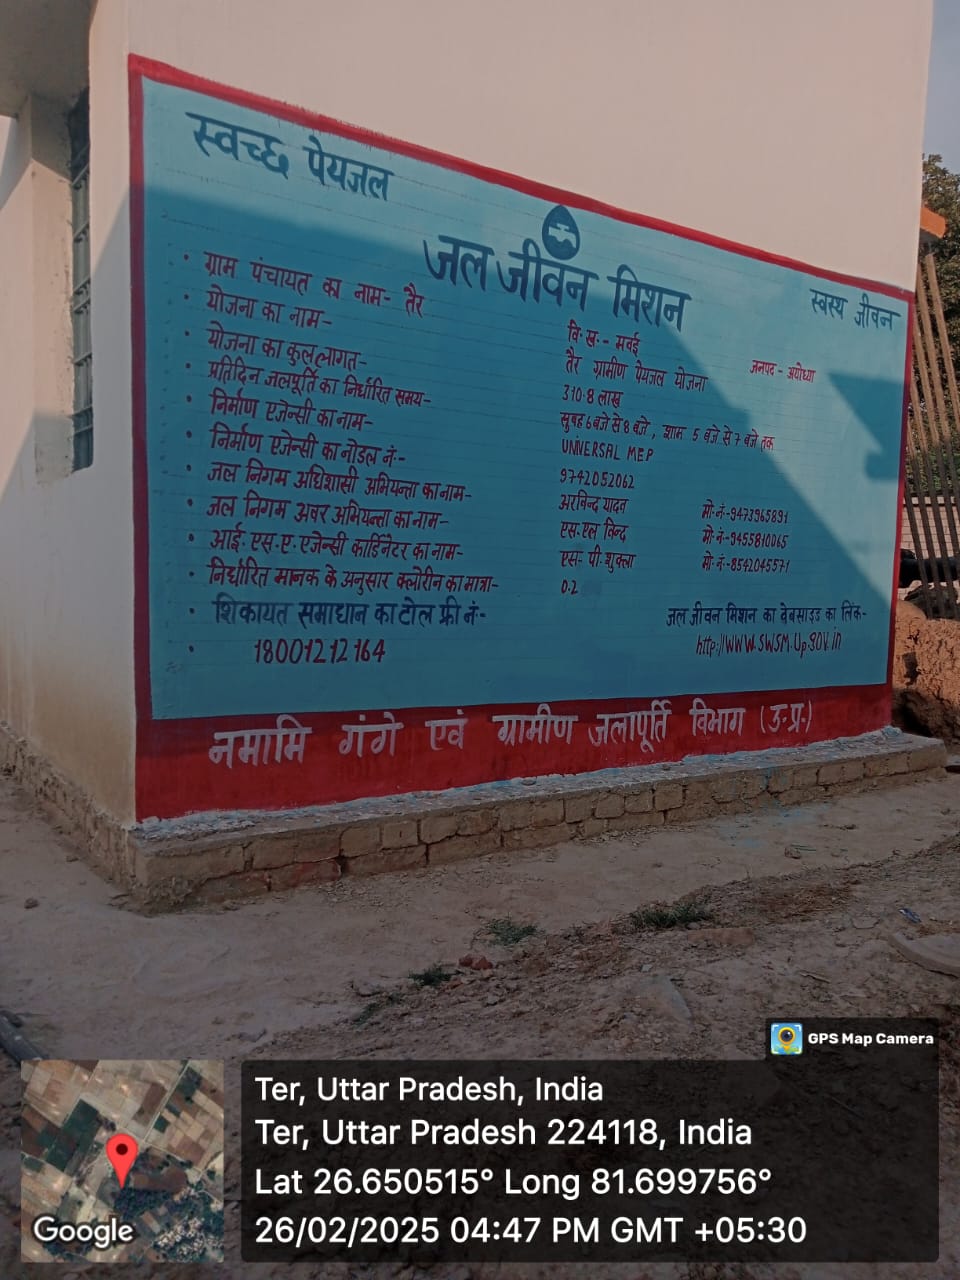 स्वच्छ पेयजल
जल जीवन मिशन
स्वस्थ जीवन
• ग्राम पंचायत का नाम- तैर वि. ख.- मवई जनपद - अयोध्या
• योजना का नाम- तैर ग्रामीण पेयजल योजना
• योजना का कुल लागत- 310.8 लाख
• प्रतिदिन जलपूर्ति का निर्धारित समय- सुबह 6 बजे से 8 बजे, शाम 5 बजे से 7 बजे तक
• निर्माण एजेन्सी का नाम- UNIVERSAL MEP
• निर्माण एजेन्सी का नोडल नं.- 9742052062
• जल निगम अधिशासी अभियन्ता का नाम- अरविन्द यादव मो. नं.-9473965891
• जल निगम अवर अभियन्ता का नाम- एस. एल विन्द मो. नं.-9455810065
• आई. एस. ए. एजेन्सी कार्डिनेटर का नाम- एस. पी. शुक्ला मो. नं.-8542045571
• निर्धारित मानक के अनुसार क्लोरीन का मात्रा- 0.2
• शिकायत समाधान का टोल फ्री नं.-
• 18001212164
जल जीवन मिशन का वेबसाइड का लिंक-
http://www.swsm.up.gov.in
नमामि गंगे एवं ग्रामीण जलापूर्ति विभाग (उ.प्र.)
GPS Map Camera
Ter, Uttar Pradesh, India
Ter, Uttar Pradesh 224118, India
Lat 26.650515° Long 81.699756°
26/02/2025 04:47 PM GMT +05:30
Google